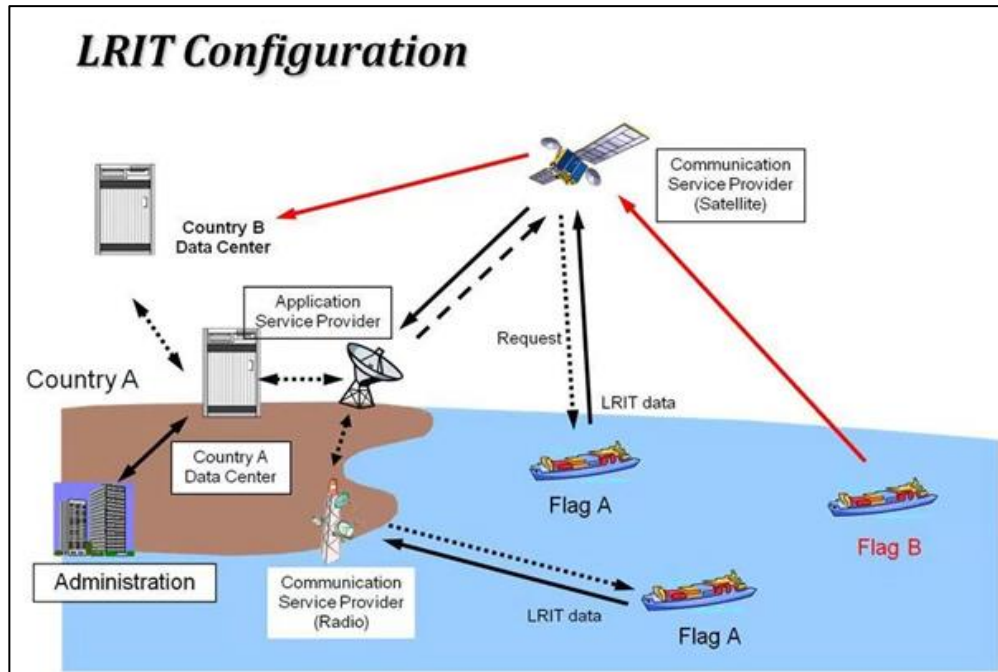 LRIT Configuration
Communication
Service Provider
(Satellite)
Country B
Data Center
Application
Service Provider
Request
Country A
LRIT data
Country A
Data Center
Flag A
Flag B
Administration
Communication
Service Provider
(Radio)
LRIT data
Flag A